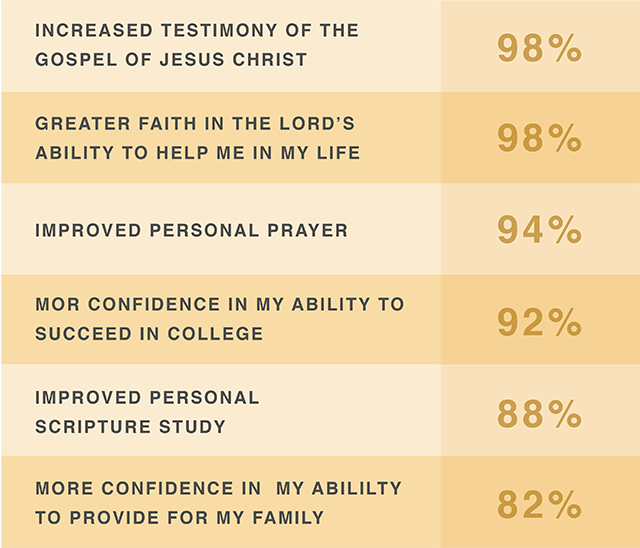 INCREASED TESTIMONY OF THE
GOSPEL OF JESUS CHRIST
98%
GREATER FAITH IN THE LORD’S
ABILITY TO HELP ME IN MY LIFE
98%
IMPROVED PERSONAL PRAYER
94%
MOR CONFIDENCE IN MY ABILITY TO
SUCCEED IN COLLEGE
92%
IMPROVED PERSONAL
SCRIPTURE STUDY
88%
MORE CONFIDENCE IN  MY ABILILTY
TO PROVIDE FOR MY FAMILY
82%